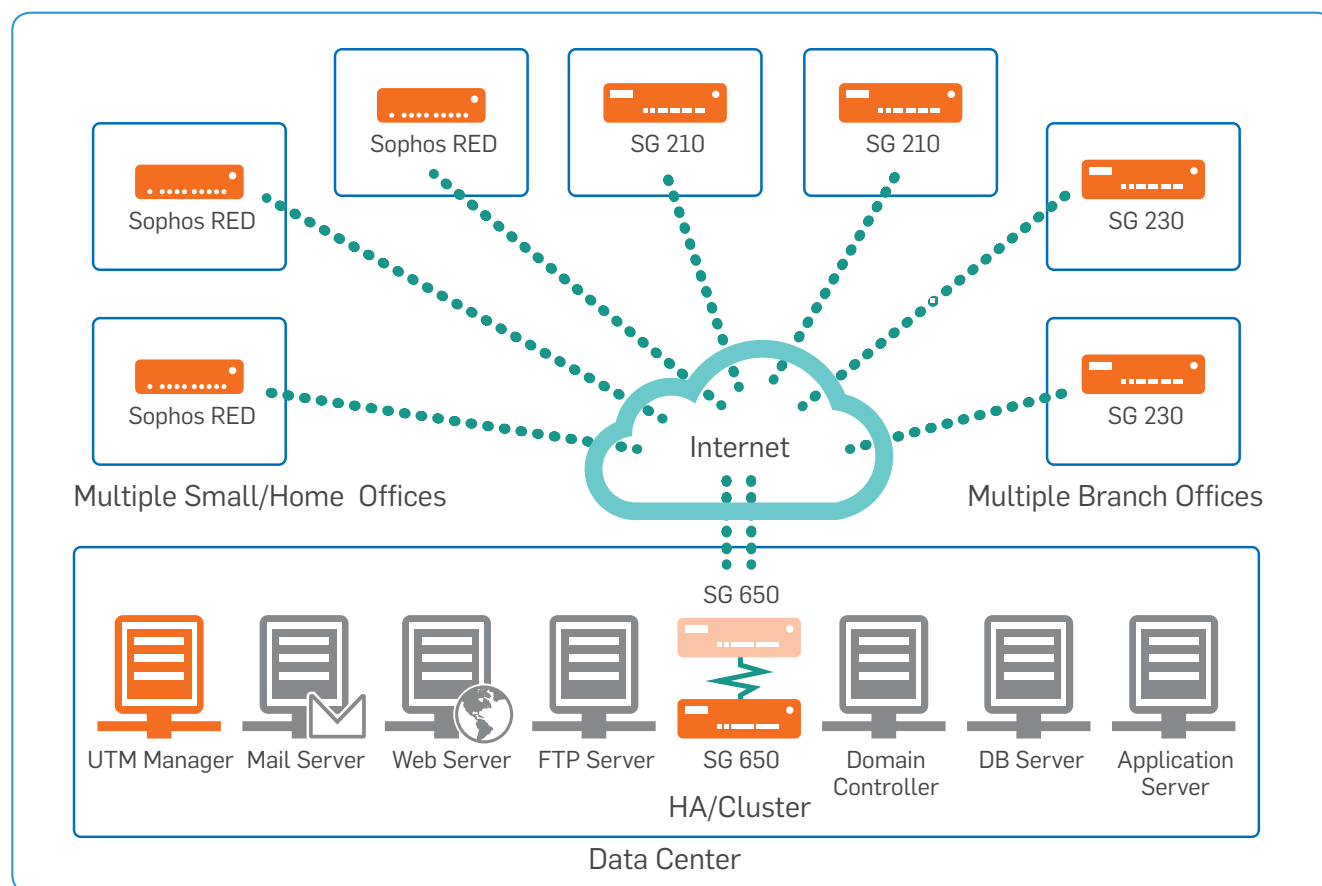 Sophos RED
SG 210
SG 210
Sophos RED
SG 230
Sophos RED
SG 230
Internet
Multiple Small/Home Offices
Multiple Branch Offices
SG 650
UTM Manager
Mail Server
Web Server
FTP Server
SG 650
Domain
Controller
DB Server
Application
Server
HA/Cluster
Data Center